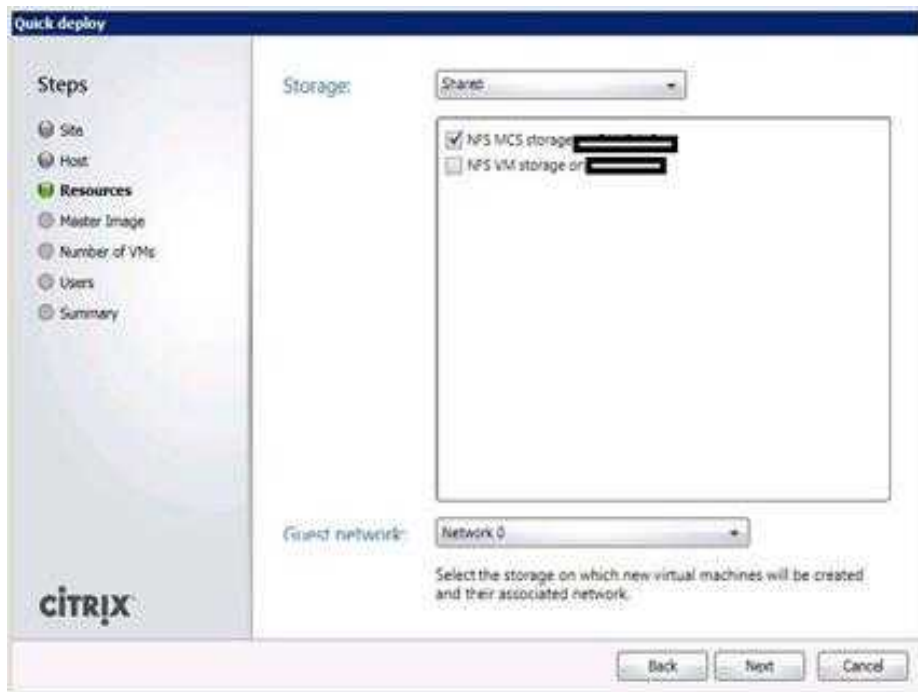 Quick deploy
Steps
Site
Host
Resources
Master Image
Number of VMs
Users
Summary
CİTRIX
Storage:
Shared
NFS MCS storage
NFS VM storage on
Guest network:
Network 0
Select the storage on which new virtual machines will be created
and their associated network.
Back
Next
Cancel